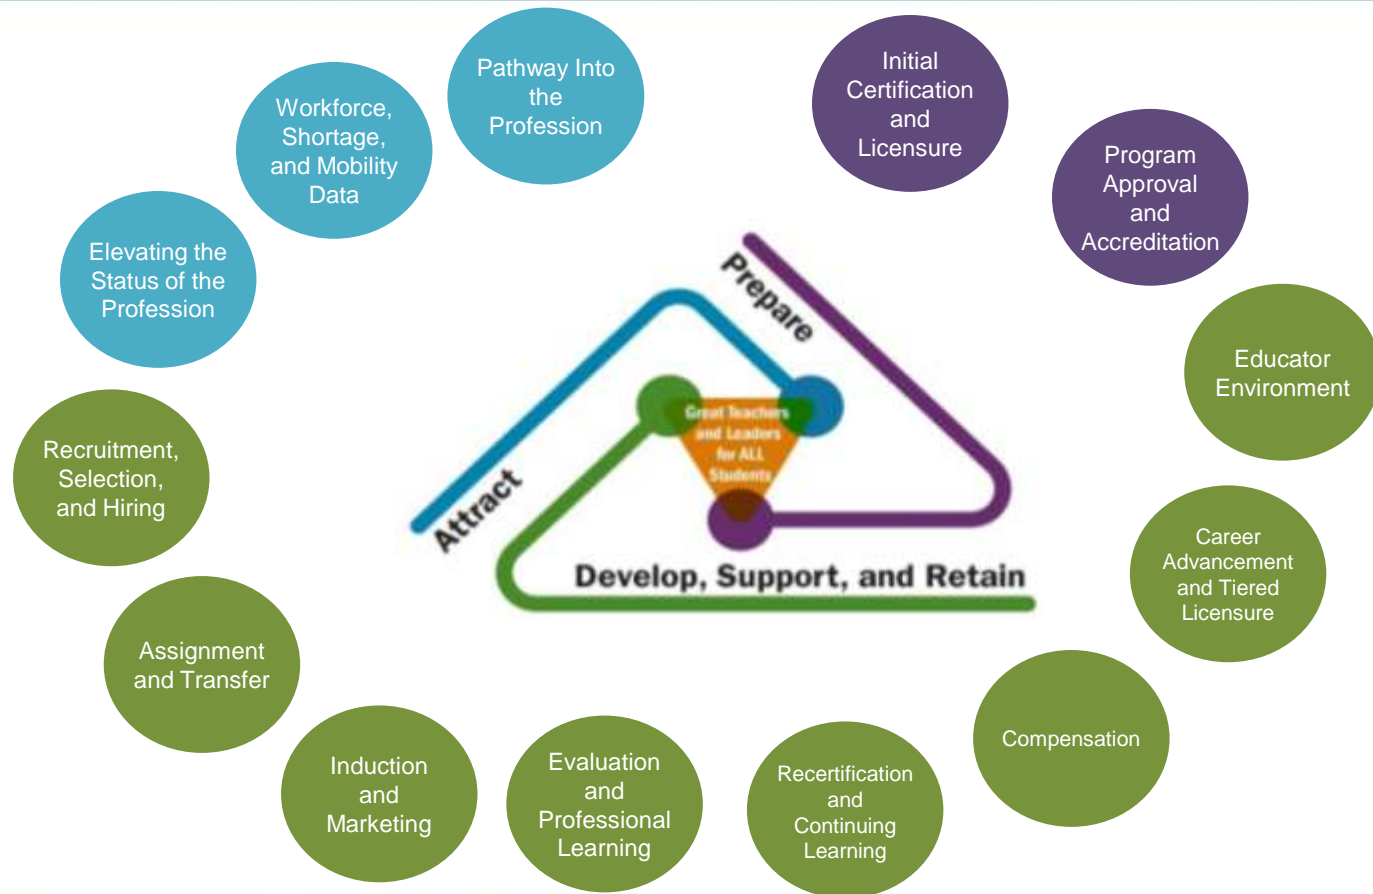 Pathway Into
the
Profession
Initial
Certification
and
Licensure
Workforce,
Shortage,
and Mobility
Data
Program
Approval
and
Accreditation
Elevating the
Status of the
Profession
Prepare
Educator
Environment
Great Teachers
and Leaders
for ALL
Students
Recruitment,
Selection,
and Hiring
Attract
Develop, Support, and Retain
Career
Advancement
and Tiered
Licensure
Assignment
and Transfer
Compensation
Induction
and
Marketing
Evaluation
and
Professional
Learning
Recertification
and
Continuing
Learning